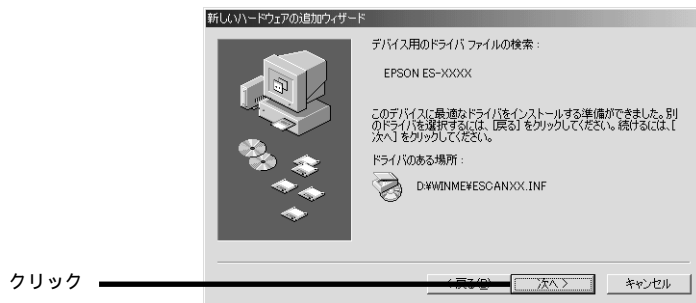 新しいハードウェアの追加ウィザード
デバイス用のドライバ ファイルの検索：
EPSON ES-XXXX
このデバイスに最適なドライバをインストールする準備ができました。別
のドライバを選択するには、[戻る] をクリックしてください。続けるには、[
次へ] をクリックしてください。
ドライバのある場所：
D:¥WINME¥ESCANXX.INF
クリック
< 戻る(B)
次へ >
キャンセル